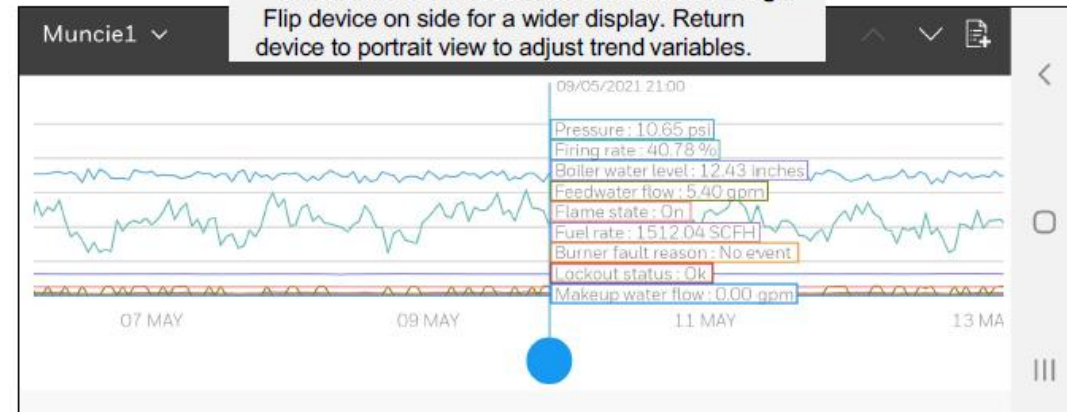 Flip device on side for a wider display. Return
device to portrait view to adjust trend variables.
Muncie1
09/05/2021 21:00
Pressure : 10.65 psi
Firing rate : 40.78 %
Boiler water level : 12.43 inches
Feedwater flow : 5.40 gpm
Flame state : On
Fuel rate : 1512.04 SCFH
Burner fault reason : No event
Lockout status : Ok
Makeup water flow : 0.00 gpm
07 MAY
09 MAY
11 MAY
13 MA